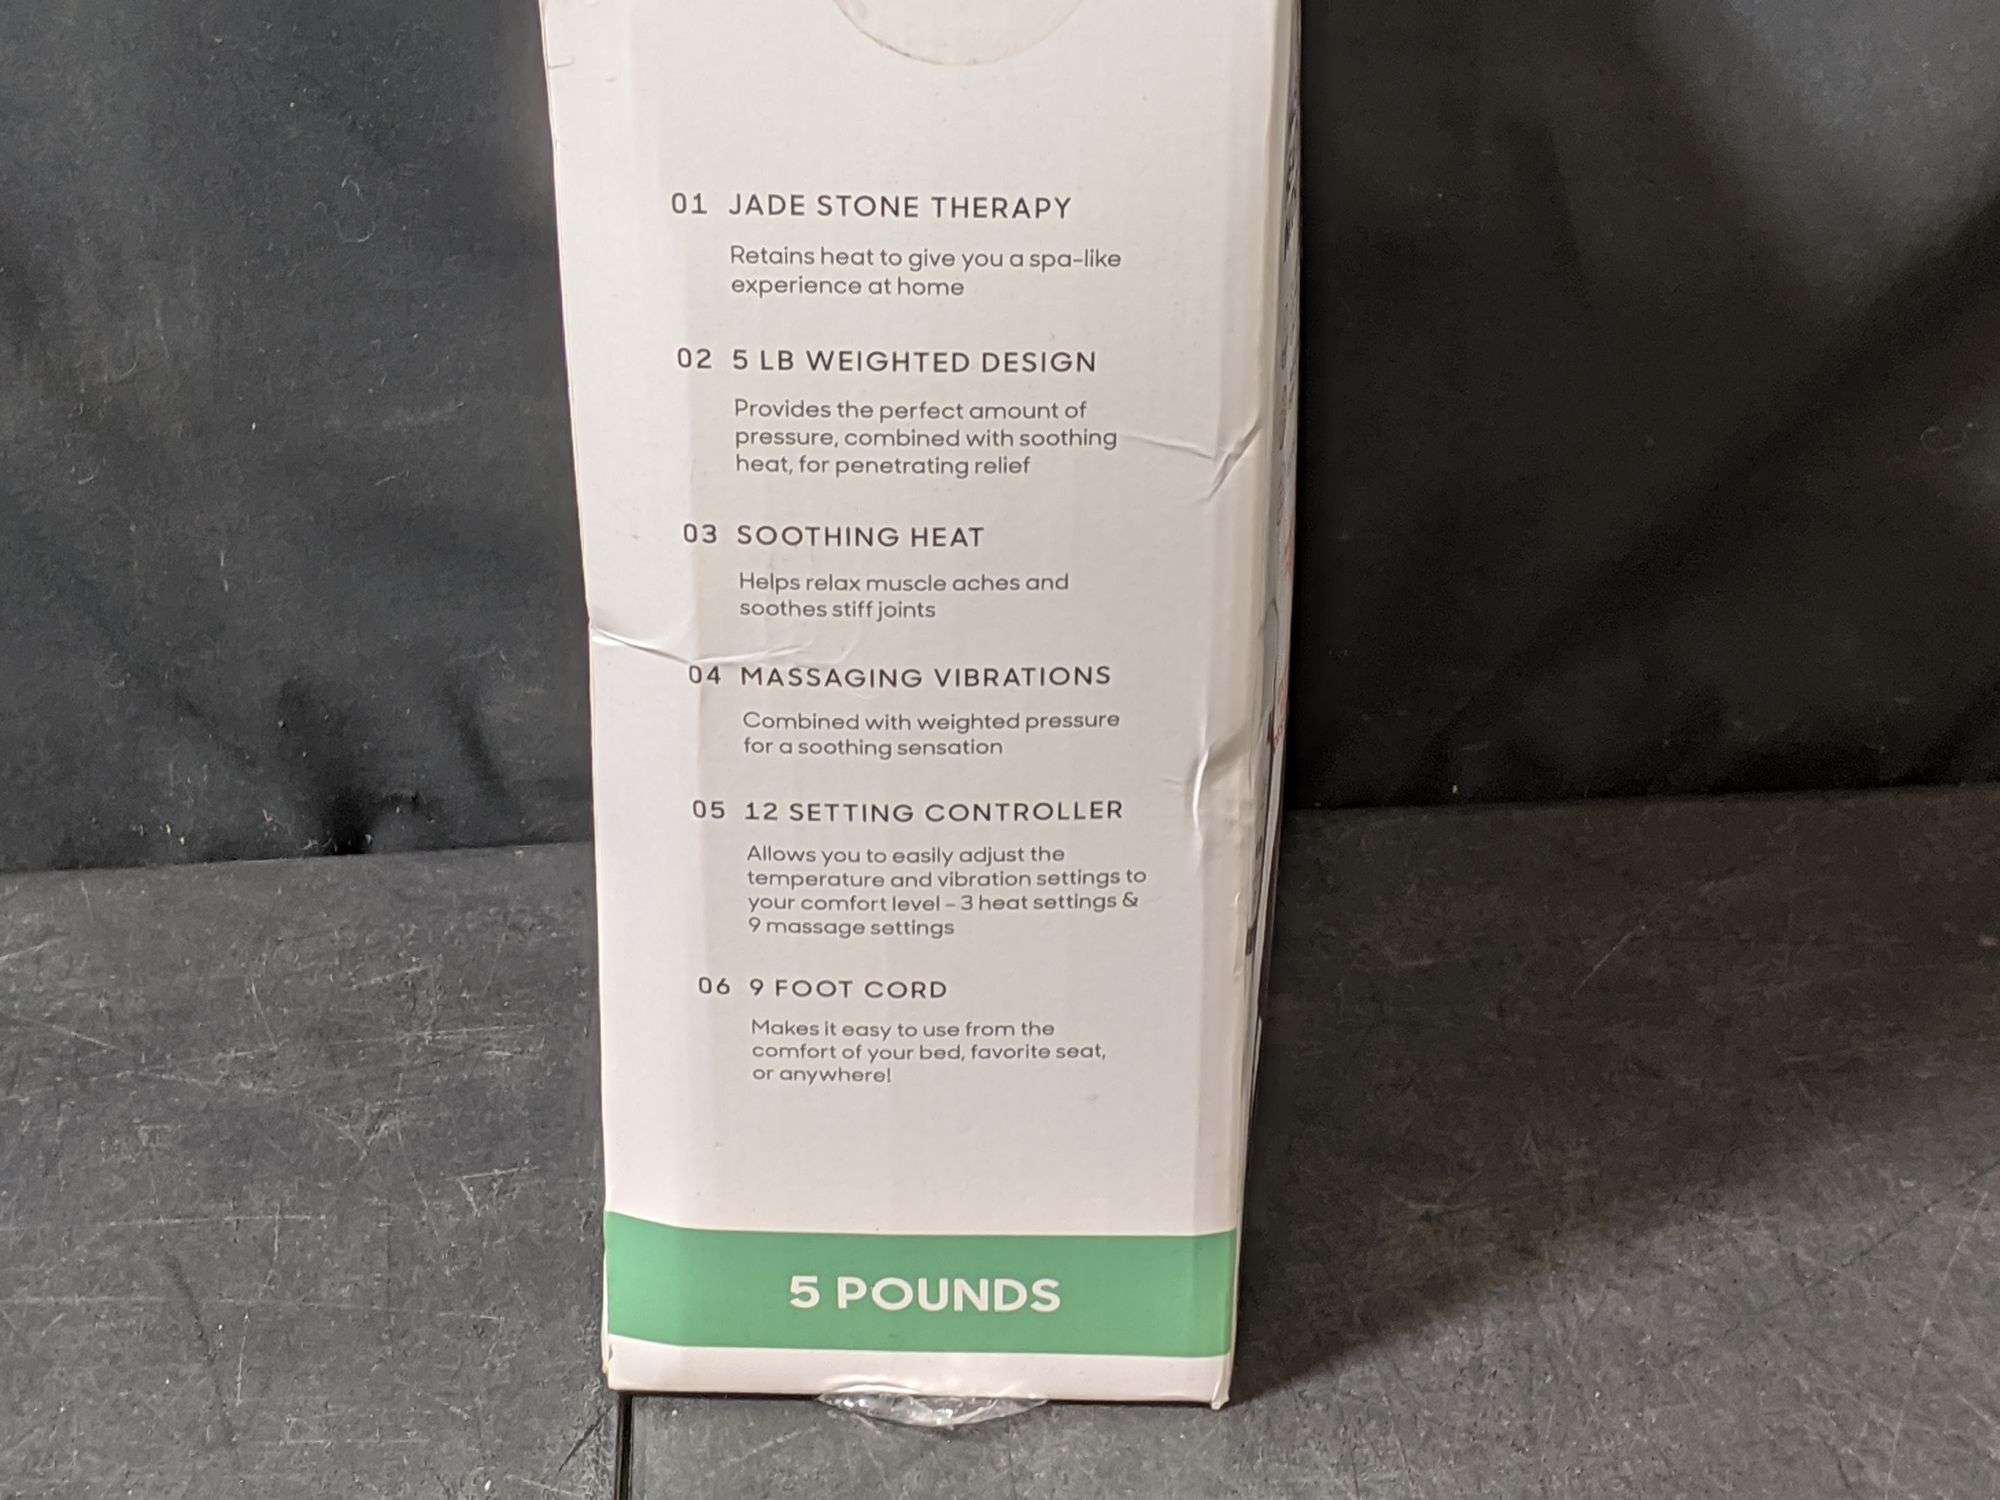 01 JADE STONE THERAPY
Retains heat to give you a spa-like
experience at home
02 5 LB WEIGHTED DESIGN
Provides the perfect amount of
pressure, combined with soothing
heat, for penetrating relief
03 SOOTHING HEAT
Helps relax muscle aches and
soothes stiff joints
04 MASSAGING VIBRATIONS
Combined with weighted pressure
for a soothing sensation
05 12 SETTING CONTROLLER
Allows you to easily adjust the
temperature and vibration settings to
your comfort level – 3 heat settings &
9 massage settings
06 9 FOOT CORD
Makes it easy to use from the
comfort of your bed, favorite seat,
or anywhere!
5 POUNDS